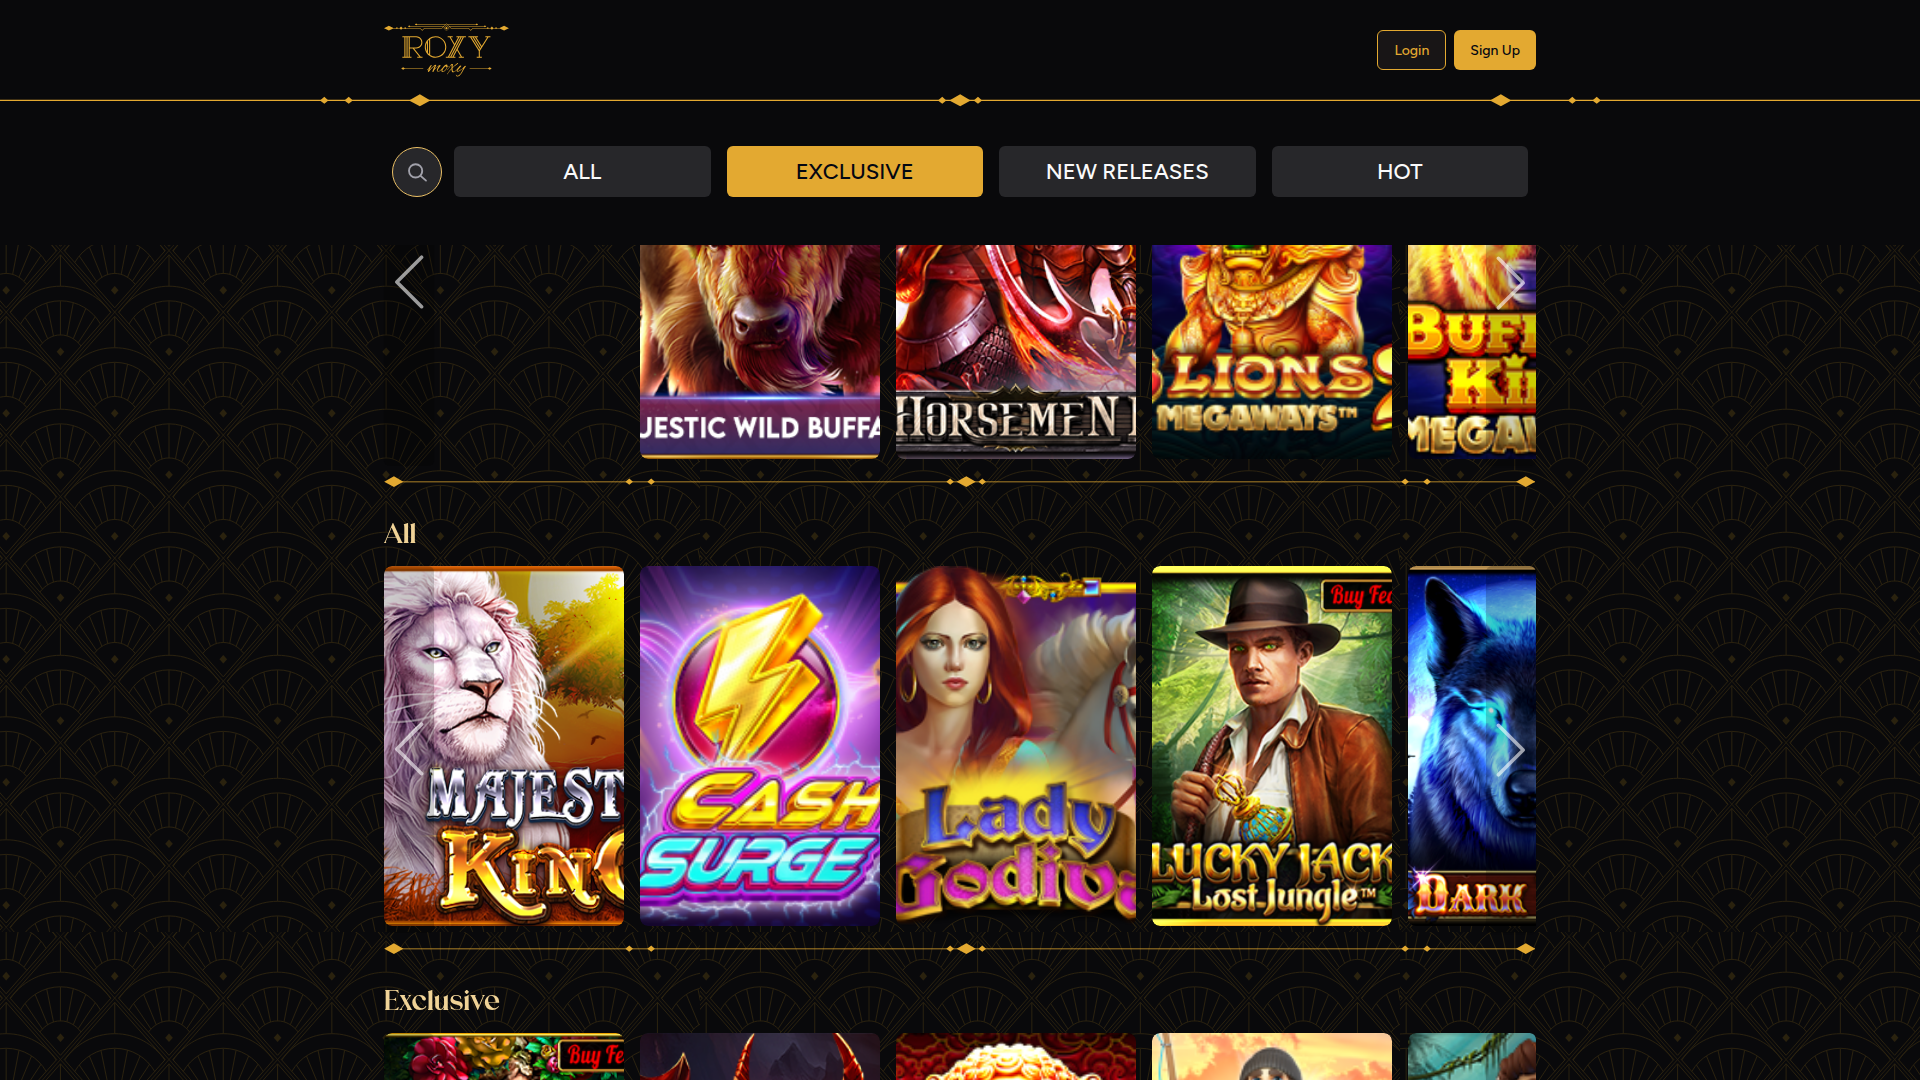 ROXY
moxy
Login
Sign Up
ALL
EXCLUSIVE
NEW RELEASES
HOT
JESTIC WILD BUFFA
HORSEMEN
LIONS 2
MEGAWAYS™
BUFF
KI
MEGA
All
MAJEST
KING
CASH
SURGE
Lady
Godiva
Buy Fea
LUCKY JACK
Lost Jungle™
DARK
Exclusive
Buy Fe